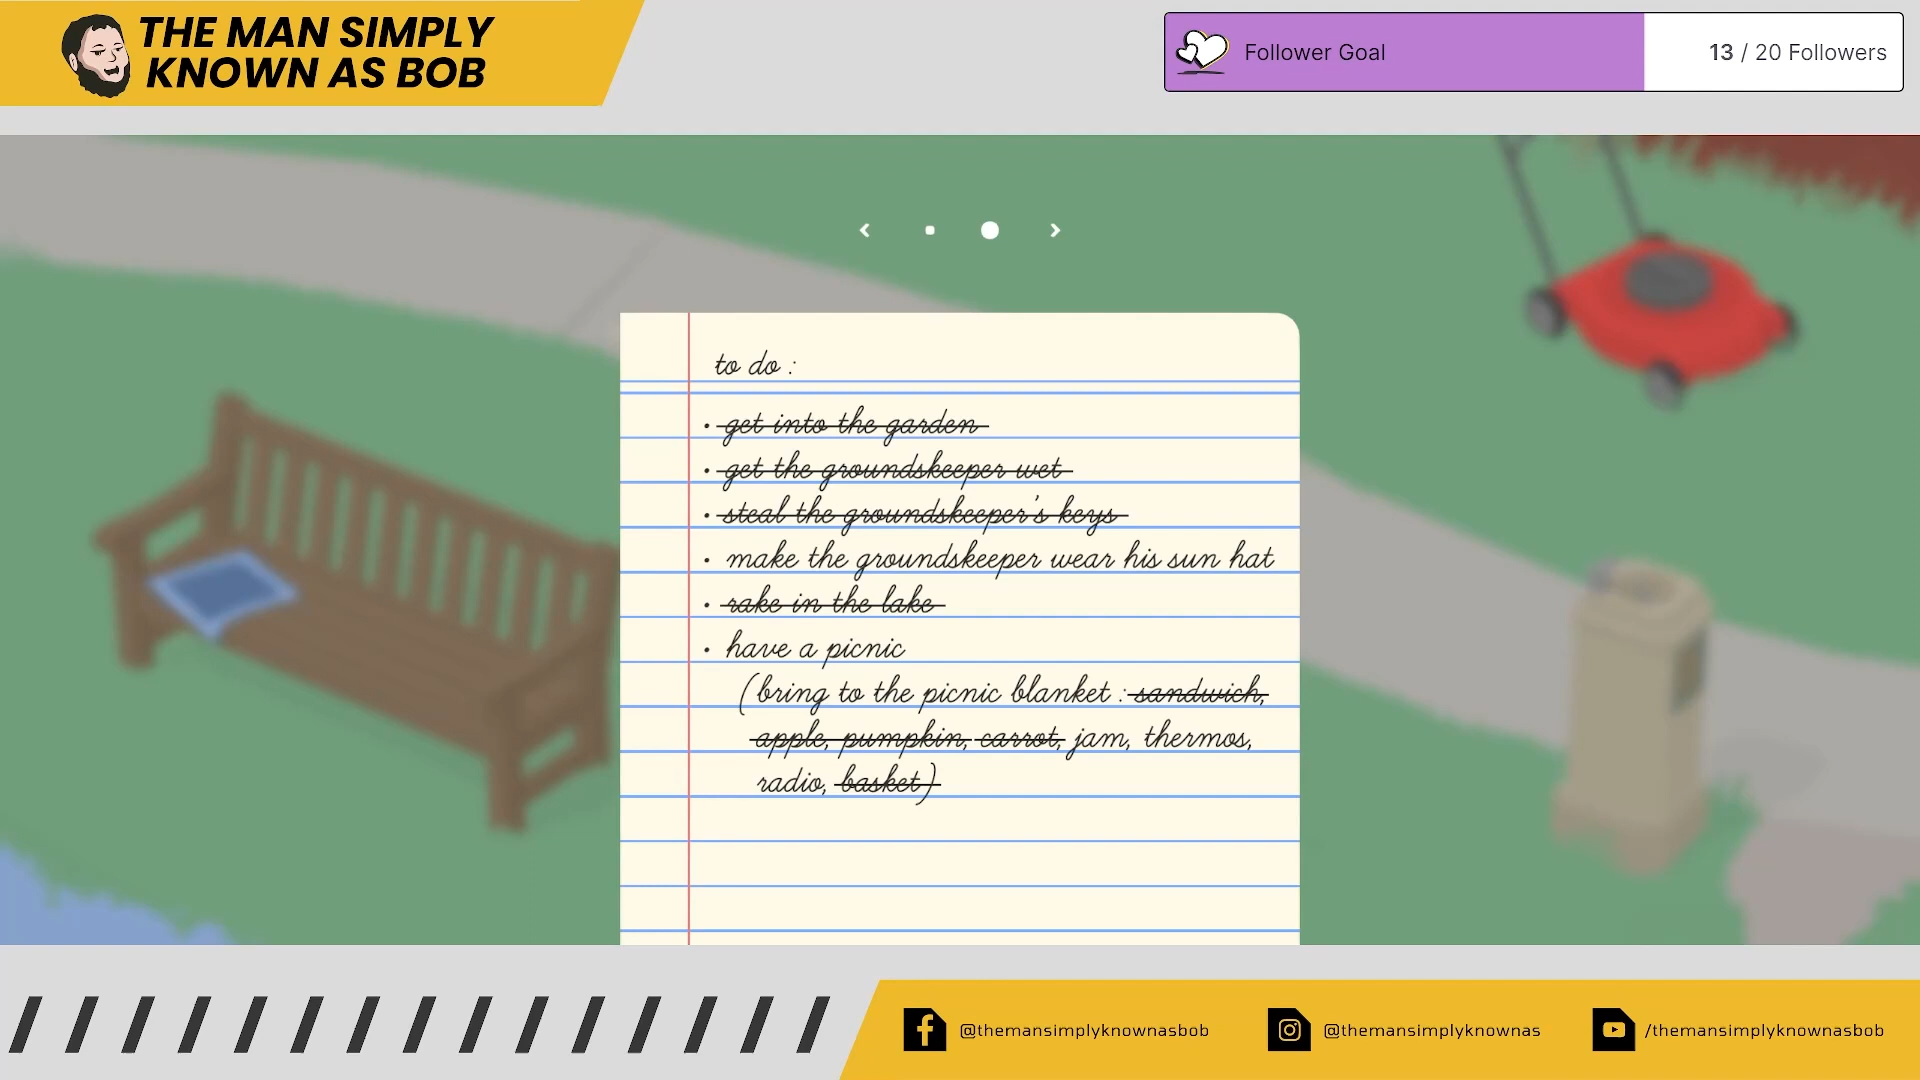 THE MAN SIMPLY
KNOWN AS BOB
Follower Goal
13 / 20 Followers
to do :
• get into the garden
• get the groundskeeper wet
• steal the groundskeeper's keys
• make the groundskeeper wear his sun hat
• rake in the lake
• have a picnic
(bring to the picnic blanket : sandwich,
apple, pumpkin, carrot, jam, thermos,
radio, basket)
@themansimplyknownasbob
@themansimplyknownas
/themansimplyknownasbob